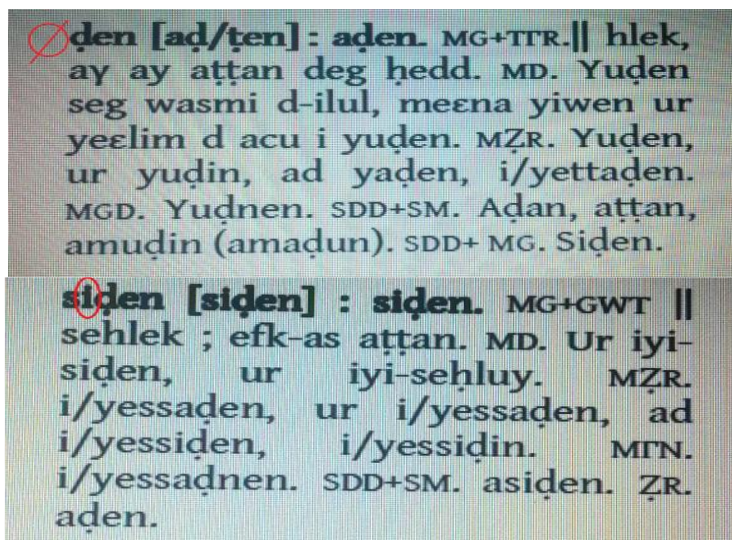 ∅ḍen [aḍ/ṭen] : aḍen. MG+TΓR.|| hlek,
ay ay aṭṭan deg ḥedd. MD. Yuḍen
seg wasmi d-ilul, meɛna yiwen ur
yeɛlim d acu i yuḍen. MẒR. Yuḍen,
ur yuḍin, ad yaḍen, i/yettaḍen.
MGD. Yuḍnen. SDD+SM. Aḍan, aṭṭan,
amuḍin (amaḍun). SDD+ MG. Siḍen.
siḍen [siḍen] : siḍen. MG+GWT ||
sehlek ; efk-as aṭṭan. MD. Ur iyi-
siḍen, ur iyi-seḥluy. MẒR.
i/yessaḍen, ur i/yessaḍen, ad
i/yessiḍen, i/yessiḍin. MΓN.
i/yessaḍnen. SDD+SM. asiḍen. ẒR.
aḍen.